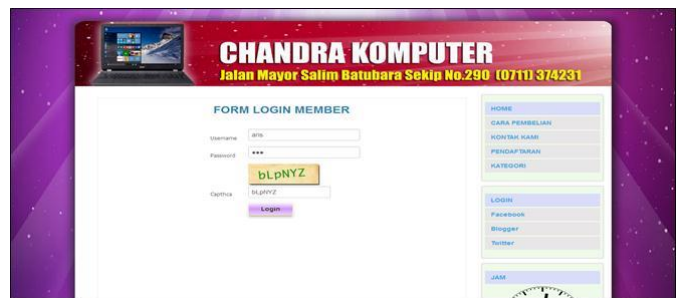 CHANDRA KOMPUTER
Jalan Mayor Salim Batubara Sekip No.290 (0711) 374231
FORM LOGIN MEMBER
Username
aris
Password
•••
bLpNYZ
Capthca
bLpNYZ
Login
HOME
CARA PEMBELIAN
KONTAK KAMI
PENDAFTARAN
KATEGORI
LOGIN
Facebook
Blogger
Twitter
JAM